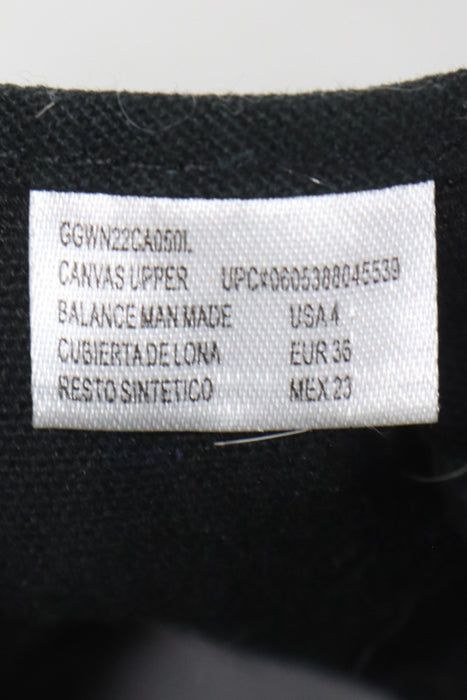 GGWN22CA050L
CANVAS UPPER UPC#0605388045539
BALANCE MAN MADE USA 4
CUBIERTA DE LONA EUR 36
RESTO SINTETICO MEX 23